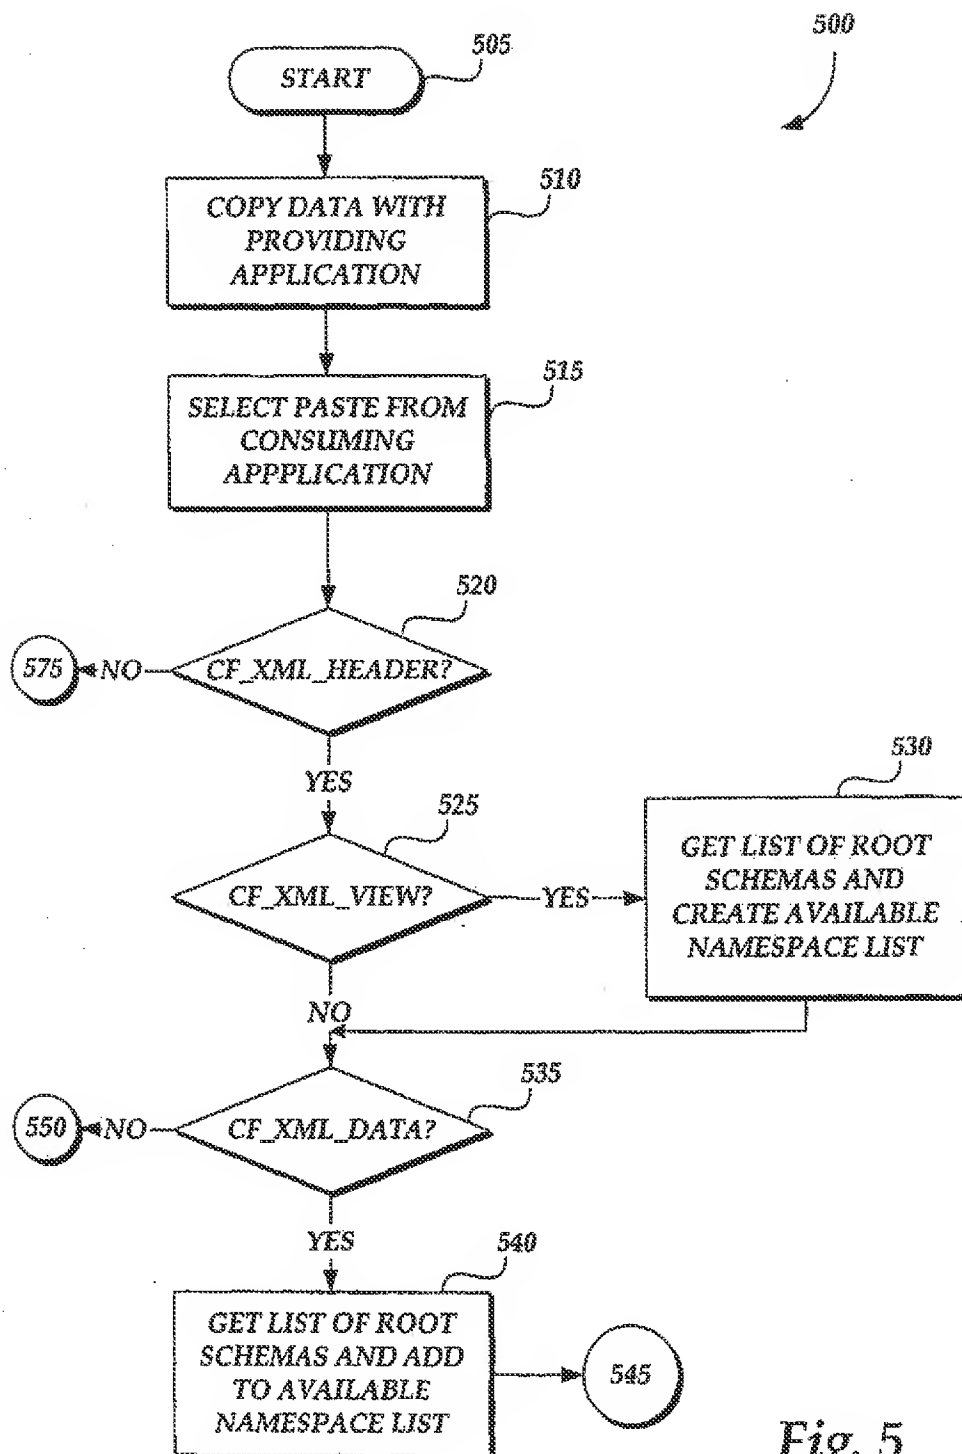 500
505
START
510
COPY DATA WITH
PROVIDING
APPLICATION
515
SELECT PASTE FROM
CONSUMING
APPPLICATION
520
CF_XML_HEADER?
NO
575
YES
525
CF_XML_VIEW?
YES
530
GET LIST OF ROOT
SCHEMAS AND
CREATE AVAILABLE
NAMESPACE LIST
NO
535
CF_XML_DATA?
NO
550
YES
540
GET LIST OF ROOT
SCHEMAS AND ADD
TO AVAILABLE
NAMESPACE LIST
545
Fig. 5